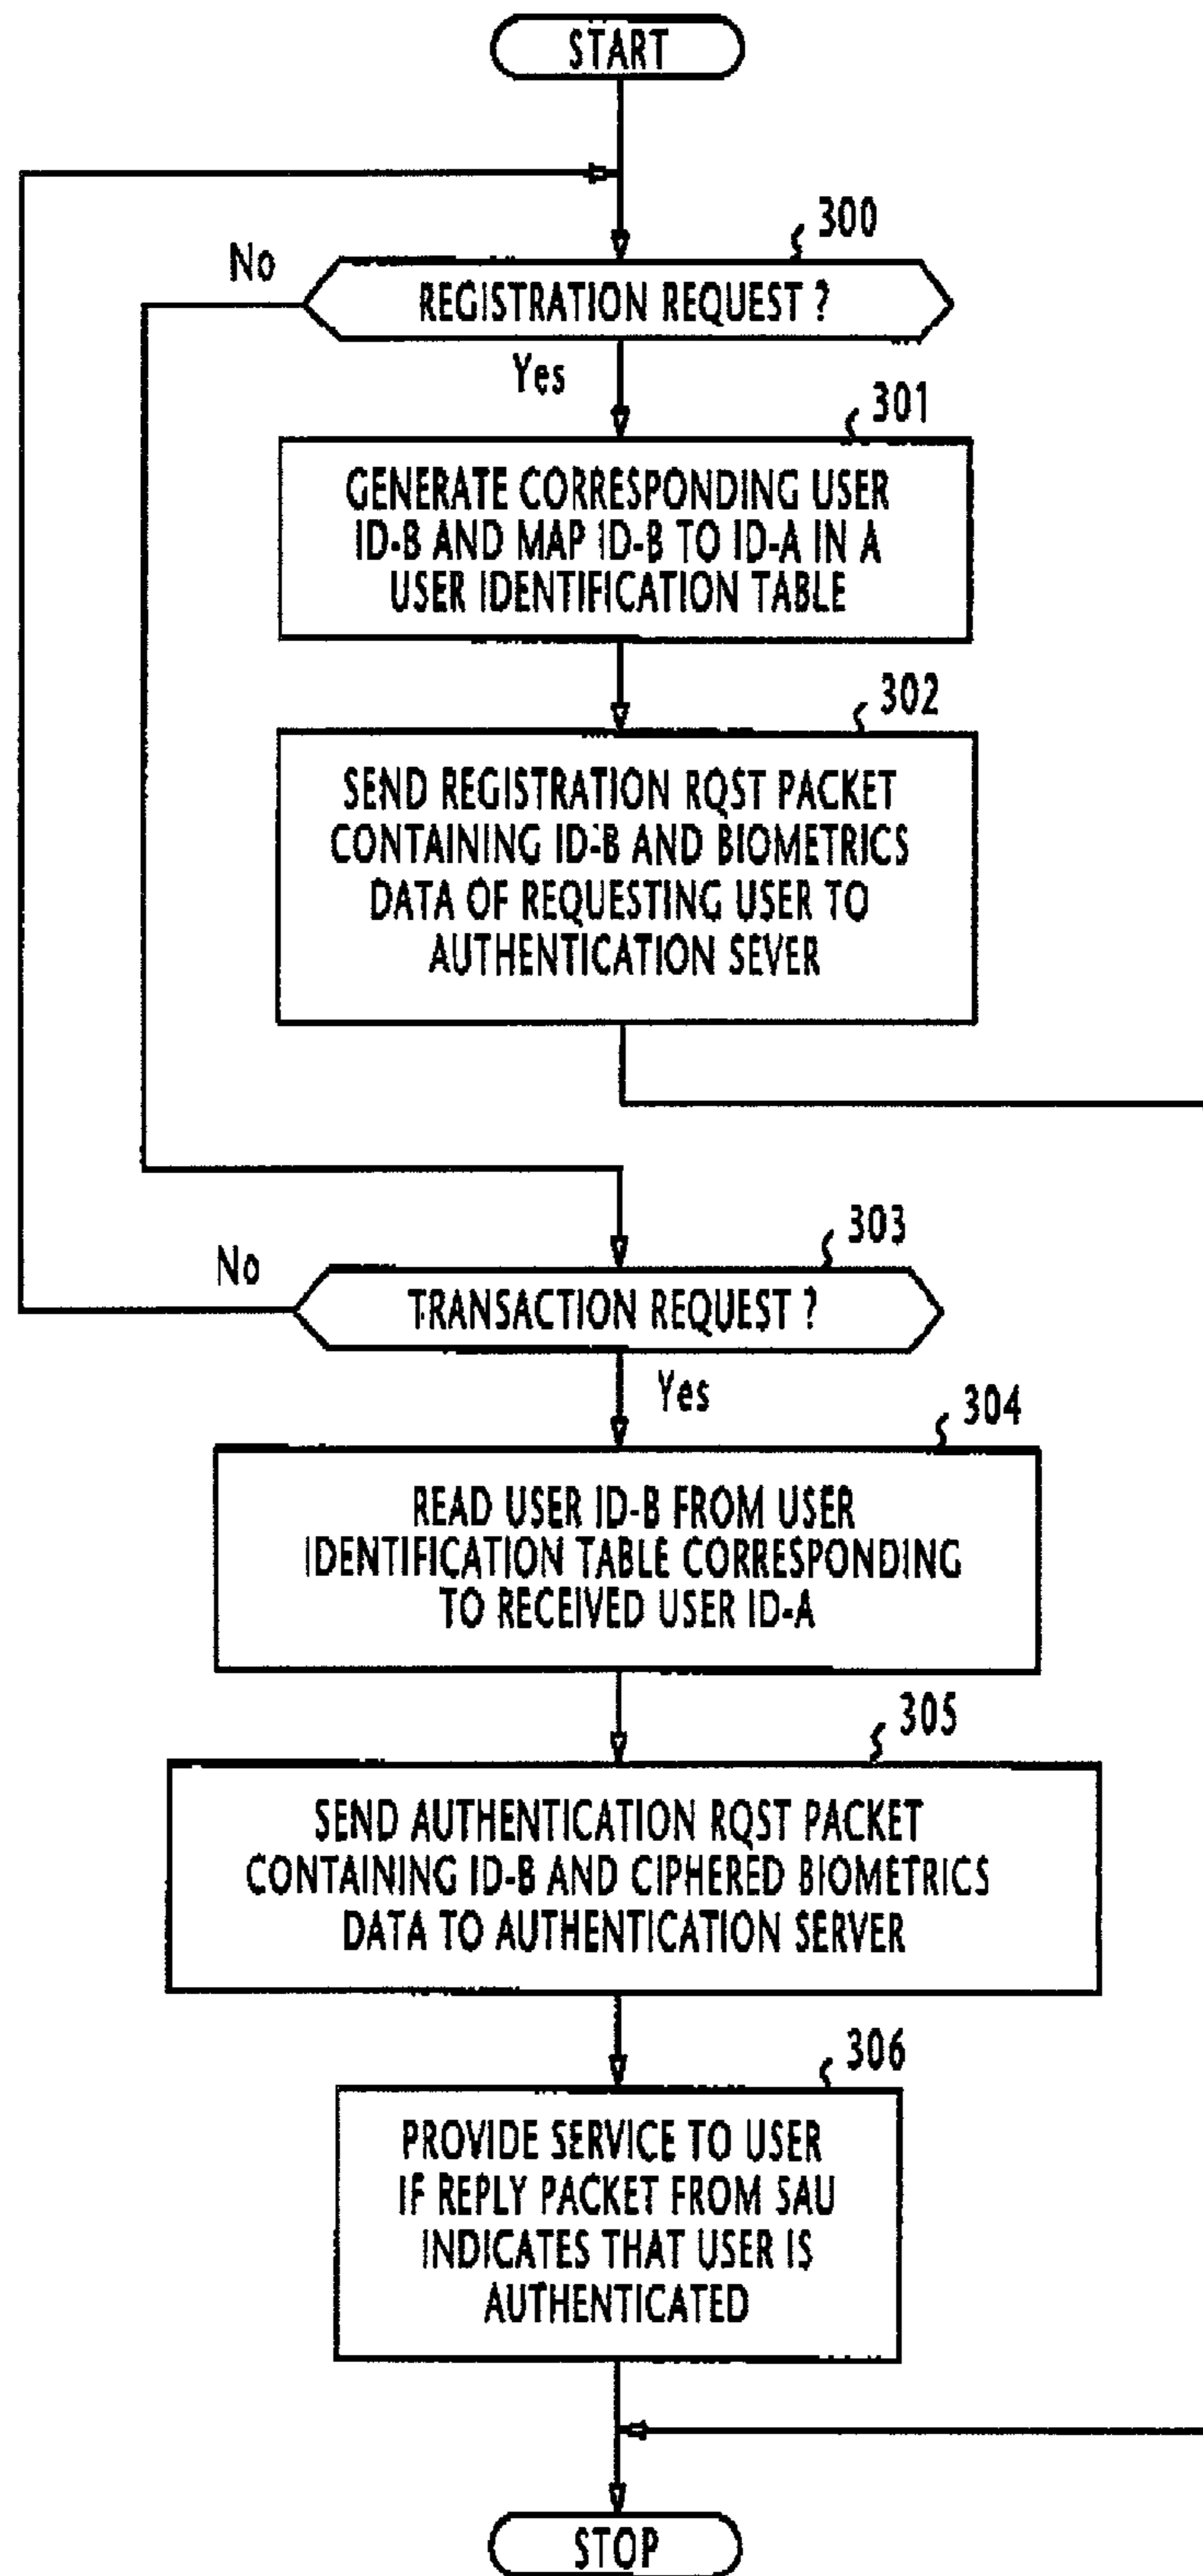 START
300
No
REGISTRATION REQUEST ?
Yes
301
GENERATE CORRESPONDING USER
ID-B AND MAP ID-B TO ID-A IN A
USER IDENTIFICATION TABLE
302
SEND REGISTRATION RQST PACKET
CONTAINING ID-B AND BIOMETRICS
DATA OF REQUESTING USER TO
AUTHENTICATION SEVER
303
No
TRANSACTION REQUEST ?
Yes
304
READ USER ID-B FROM USER
IDENTIFICATION TABLE CORRESPONDING
TO RECEIVED USER ID-A
305
SEND AUTHENTICATION RQST PACKET
CONTAINING ID-B AND CIPHERED BIOMETRICS
DATA TO AUTHENTICATION SERVER
306
PROVIDE SERVICE TO USER
IF REPLY PACKET FROM SAU
INDICATES THAT USER IS
AUTHENTICATED
STOP